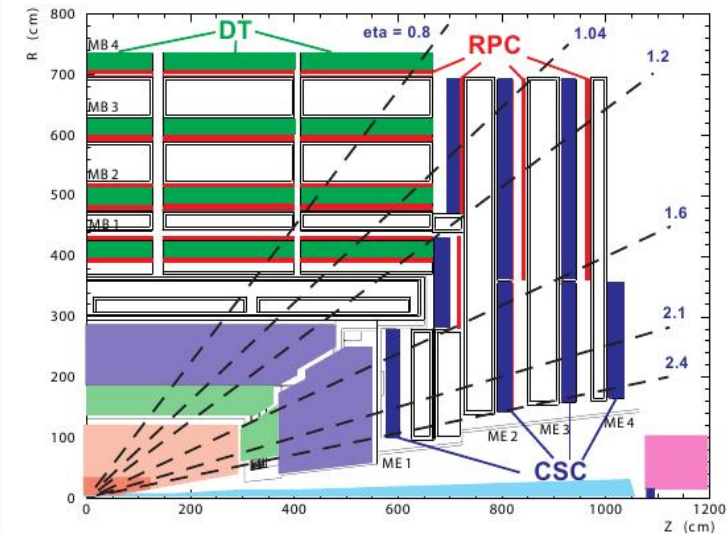 R (cm)
800
700
600
500
400
300
200
100
0
MB 4
MB 3
MB 2
MB 1
DT
eta = 0.8
RPC
1.04
1.2
1.6
2.1
2.4
ME 1
ME 2
ME 3
ME 4
CSC
0
200
400
600
800
1000
1200
Z (cm)